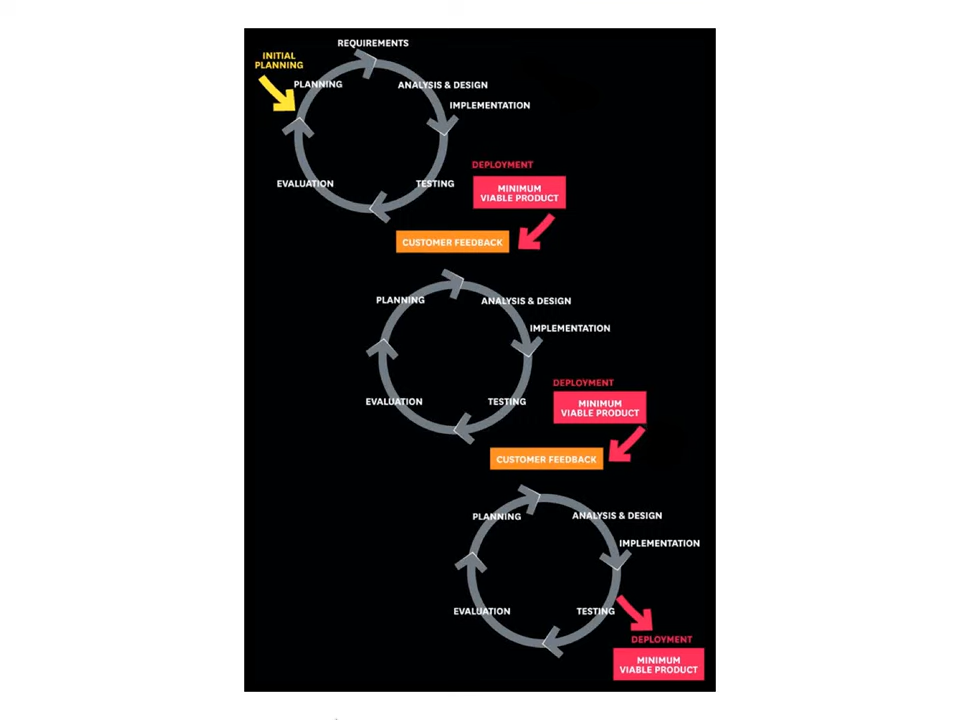 REQUIREMENTS
INITIAL
PLANNING
PLANNING
ANALYSIS & DESIGN
IMPLEMENTATION
DEPLOYMENT
EVALUATION
TESTING
MINIMUM
VIABLE PRODUCT
CUSTOMER FEEDBACK
PLANNING
ANALYSIS & DESIGN
IMPLEMENTATION
DEPLOYMENT
EVALUATION
TESTING
MINIMUM
VIABLE PRODUCT
CUSTOMER FEEDBACK
PLANNING
ANALYSIS & DESIGN
IMPLEMENTATION
EVALUATION
TESTING
DEPLOYMENT
MINIMUM
VIABLE PRODUCT